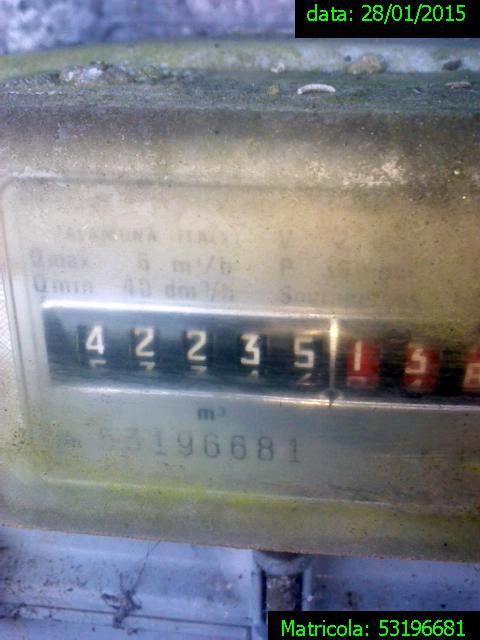 data: 28/01/2015
Qmax 6 m³/h P
Qmin 40 dm³/h
4 2 2 3 5 1 3
m³
53196681
Matricola: 53196681